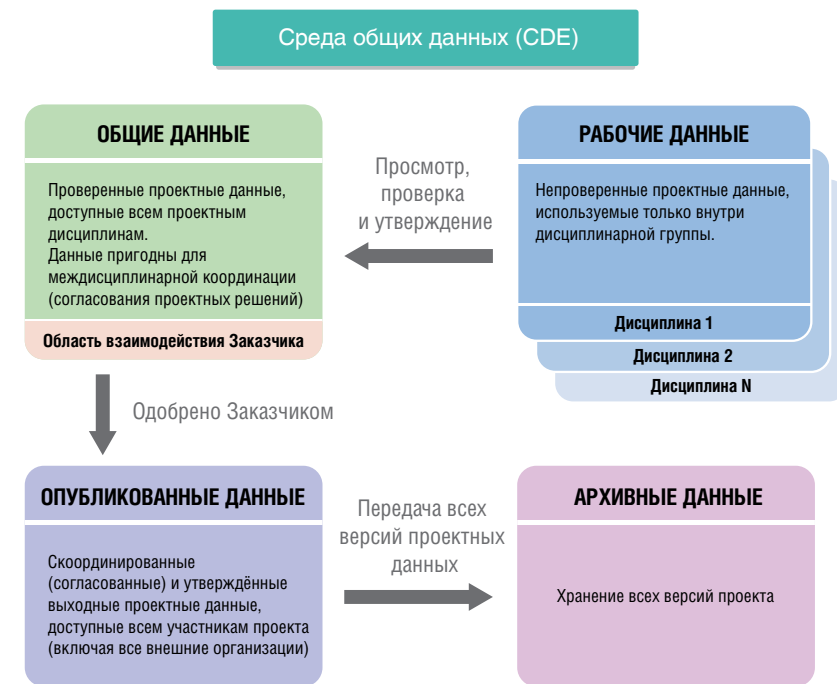 Среда общих данных (CDE)
ОБЩИЕ ДАННЫЕ
Проверенные проектные данные,
доступные всем проектным
дисциплинам.
Данные пригодны для
междисциплинарной координации
(согласования проектных решений)
Область взаимодействия Заказчика
Просмотр,
проверка
и утверждение
РАБОЧИЕ ДАННЫЕ
Непроверенные проектные данные,
используемые только внутри
дисциплинарной группы.
Дисциплина 1
Дисциплина 2
Дисциплина N
Одобрено Заказчиком
ОПУБЛИКОВАННЫЕ ДАННЫЕ
Скоординированные
(согласованные) и утверждённые
выходные проектные данные,
доступные всем участникам проекта
(включая все внешние организации)
Передача всех
версий проектных
данных
АРХИВНЫЕ ДАННЫЕ
Хранение всех версий проекта